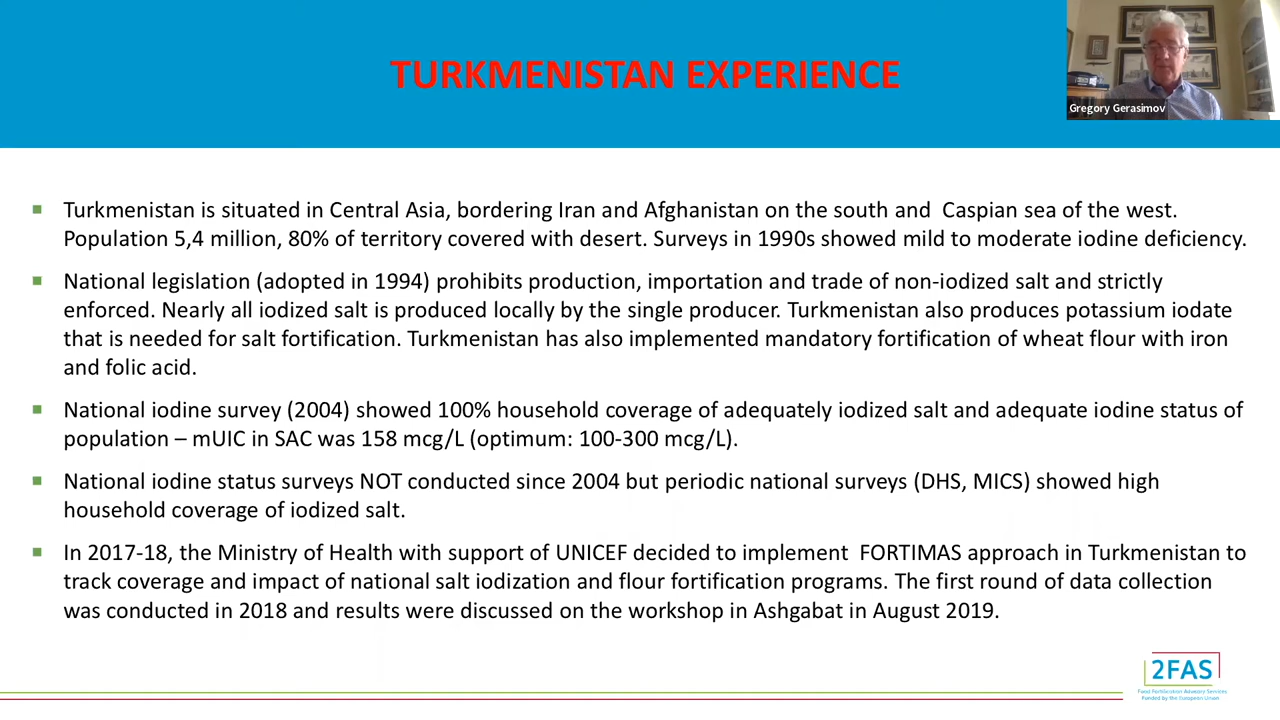 TURKMENISTAN EXPERIENCE
Gregory Gerasimov
Turkmenistan is situated in Central Asia, bordering Iran and Afghanistan on the south and  Caspian sea of the west.
Population 5,4 million, 80% of territory covered with desert. Surveys in 1990s showed mild to moderate iodine deficiency.
National legislation (adopted in 1994) prohibits production, importation and trade of non-iodized salt and strictly
enforced. Nearly all iodized salt is produced locally by the single producer. Turkmenistan also produces potassium iodate
that is needed for salt fortification. Turkmenistan has also implemented mandatory fortification of wheat flour with iron
and folic acid.
National iodine survey (2004) showed 100% household coverage of adequately iodized salt and adequate iodine status of
population – mUIC in SAC was 158 mcg/L (optimum: 100-300 mcg/L).
National iodine status surveys NOT conducted since 2004 but periodic national surveys (DHS, MICS) showed high
household coverage of iodized salt.
In 2017-18, the Ministry of Health with support of UNICEF decided to implement  FORTIMAS approach in Turkmenistan to
track coverage and impact of national salt iodization and flour fortification programs. The first round of data collection
was conducted in 2018 and results were discussed on the workshop in Ashgabat in August 2019.
2FAS
Food Fortification Advisory Services
Funded by the European Union